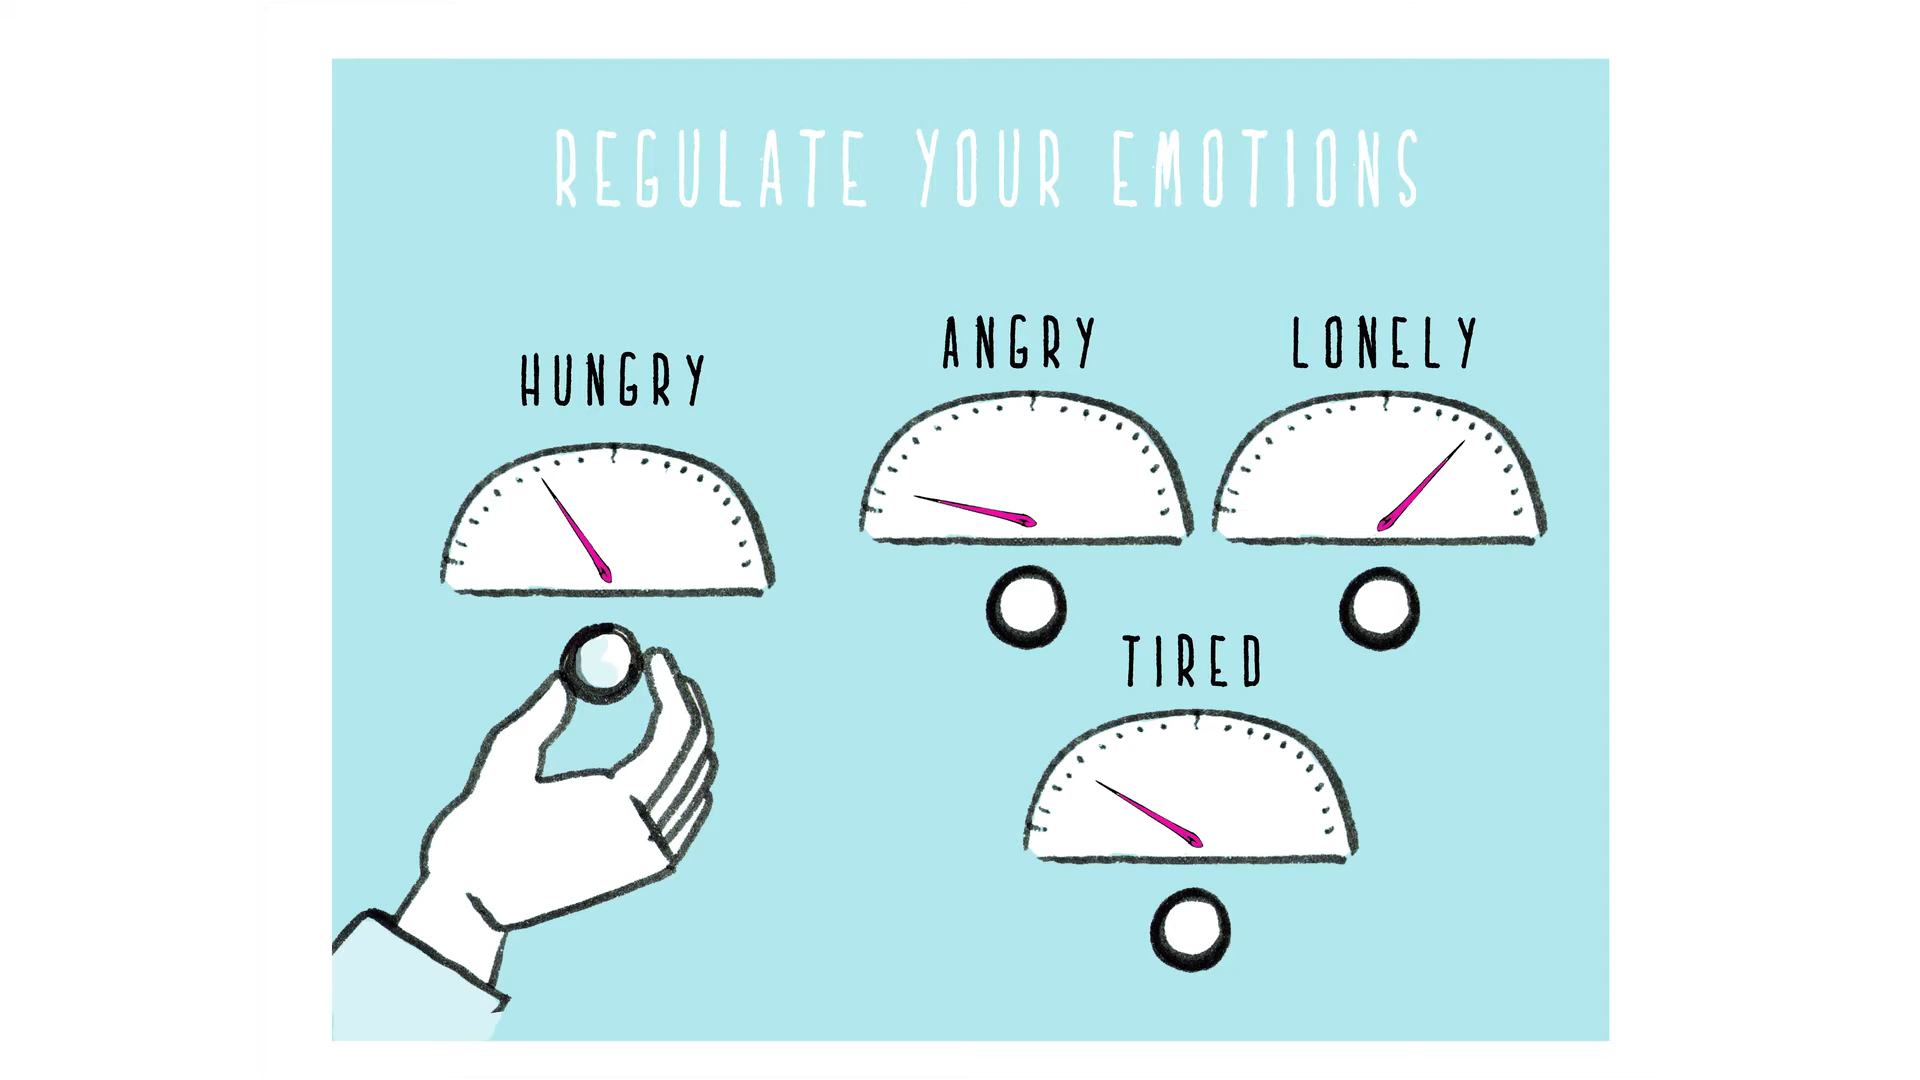 REGULATE YOUR EMOTIONS
HUNGRY
ANGRY
LONELY
TIRED